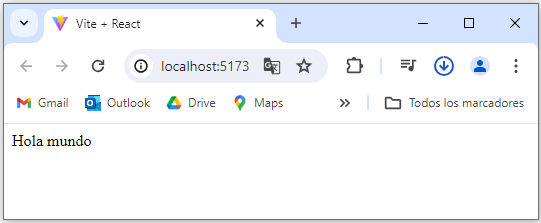 Vite + React
localhost:5173
Gmail Outlook Drive Maps Todos los marcadores
Hola mundo